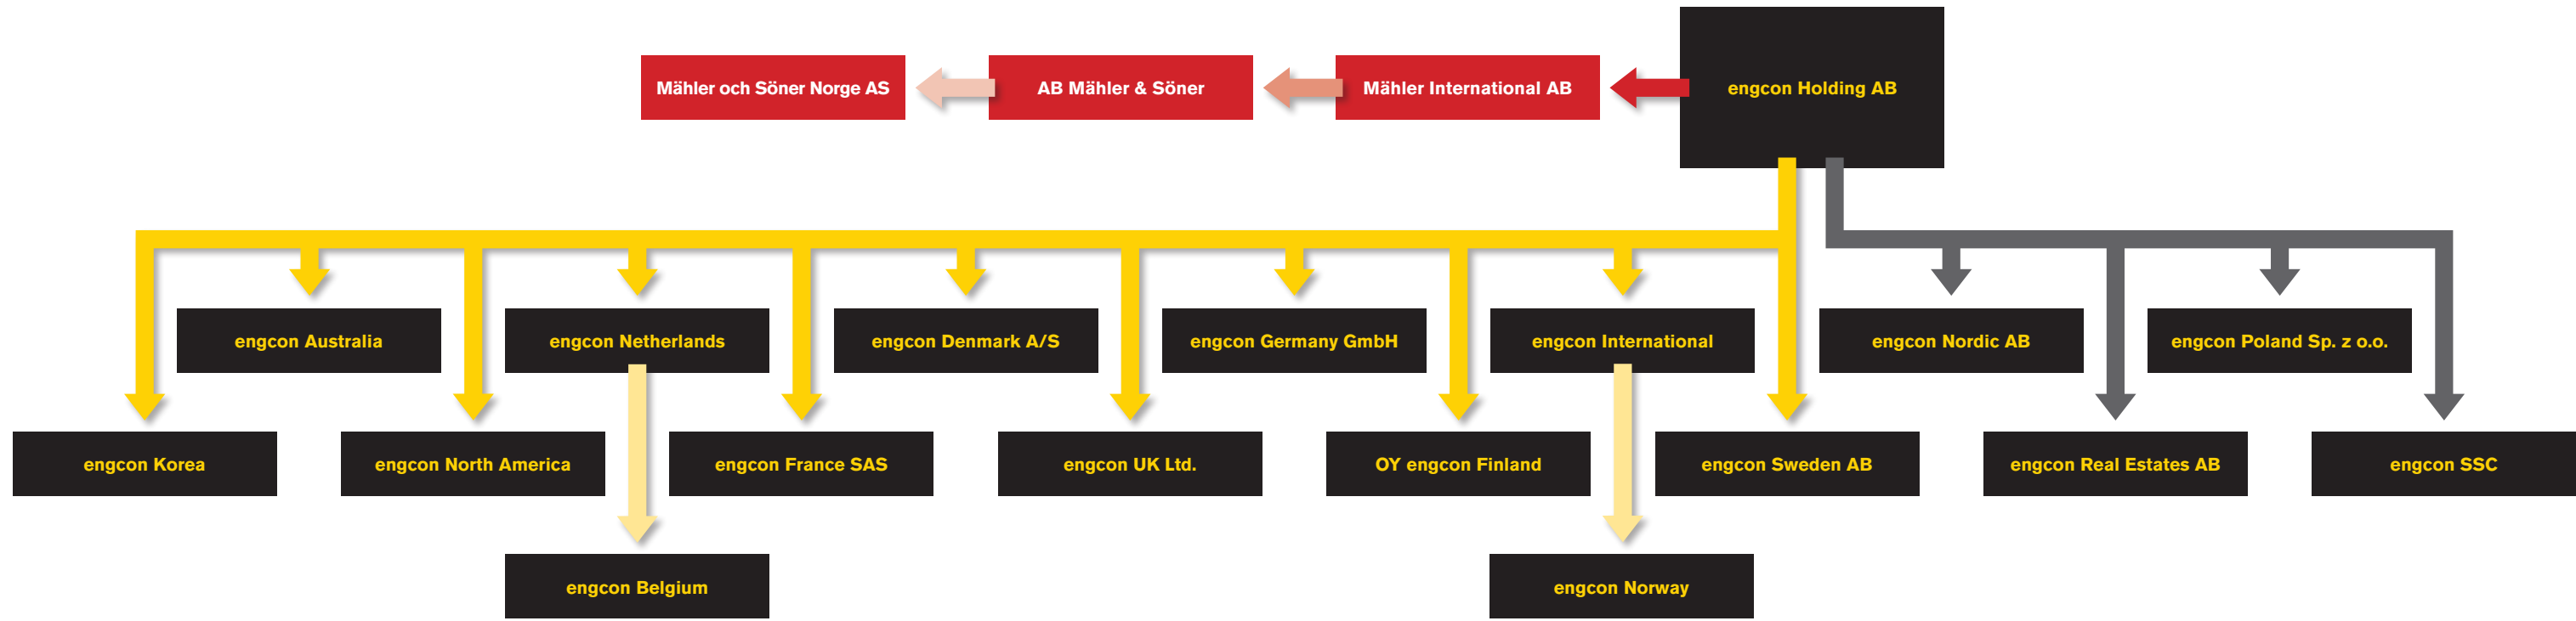 Mähler och Söner Norge AS
AB Mähler & Söner
Mähler International AB
engcon Holding AB
engcon Australia
engcon Netherlands
engcon Denmark A/S
engcon Germany GmbH
engcon International
engcon Nordic AB
engcon Poland Sp. z o.o.
engcon Korea
engcon North America
engcon France SAS
engcon UK Ltd.
OY engcon Finland
engcon Sweden AB
engcon Real Estates AB
engcon SSC
engcon Belgium
engcon Norway